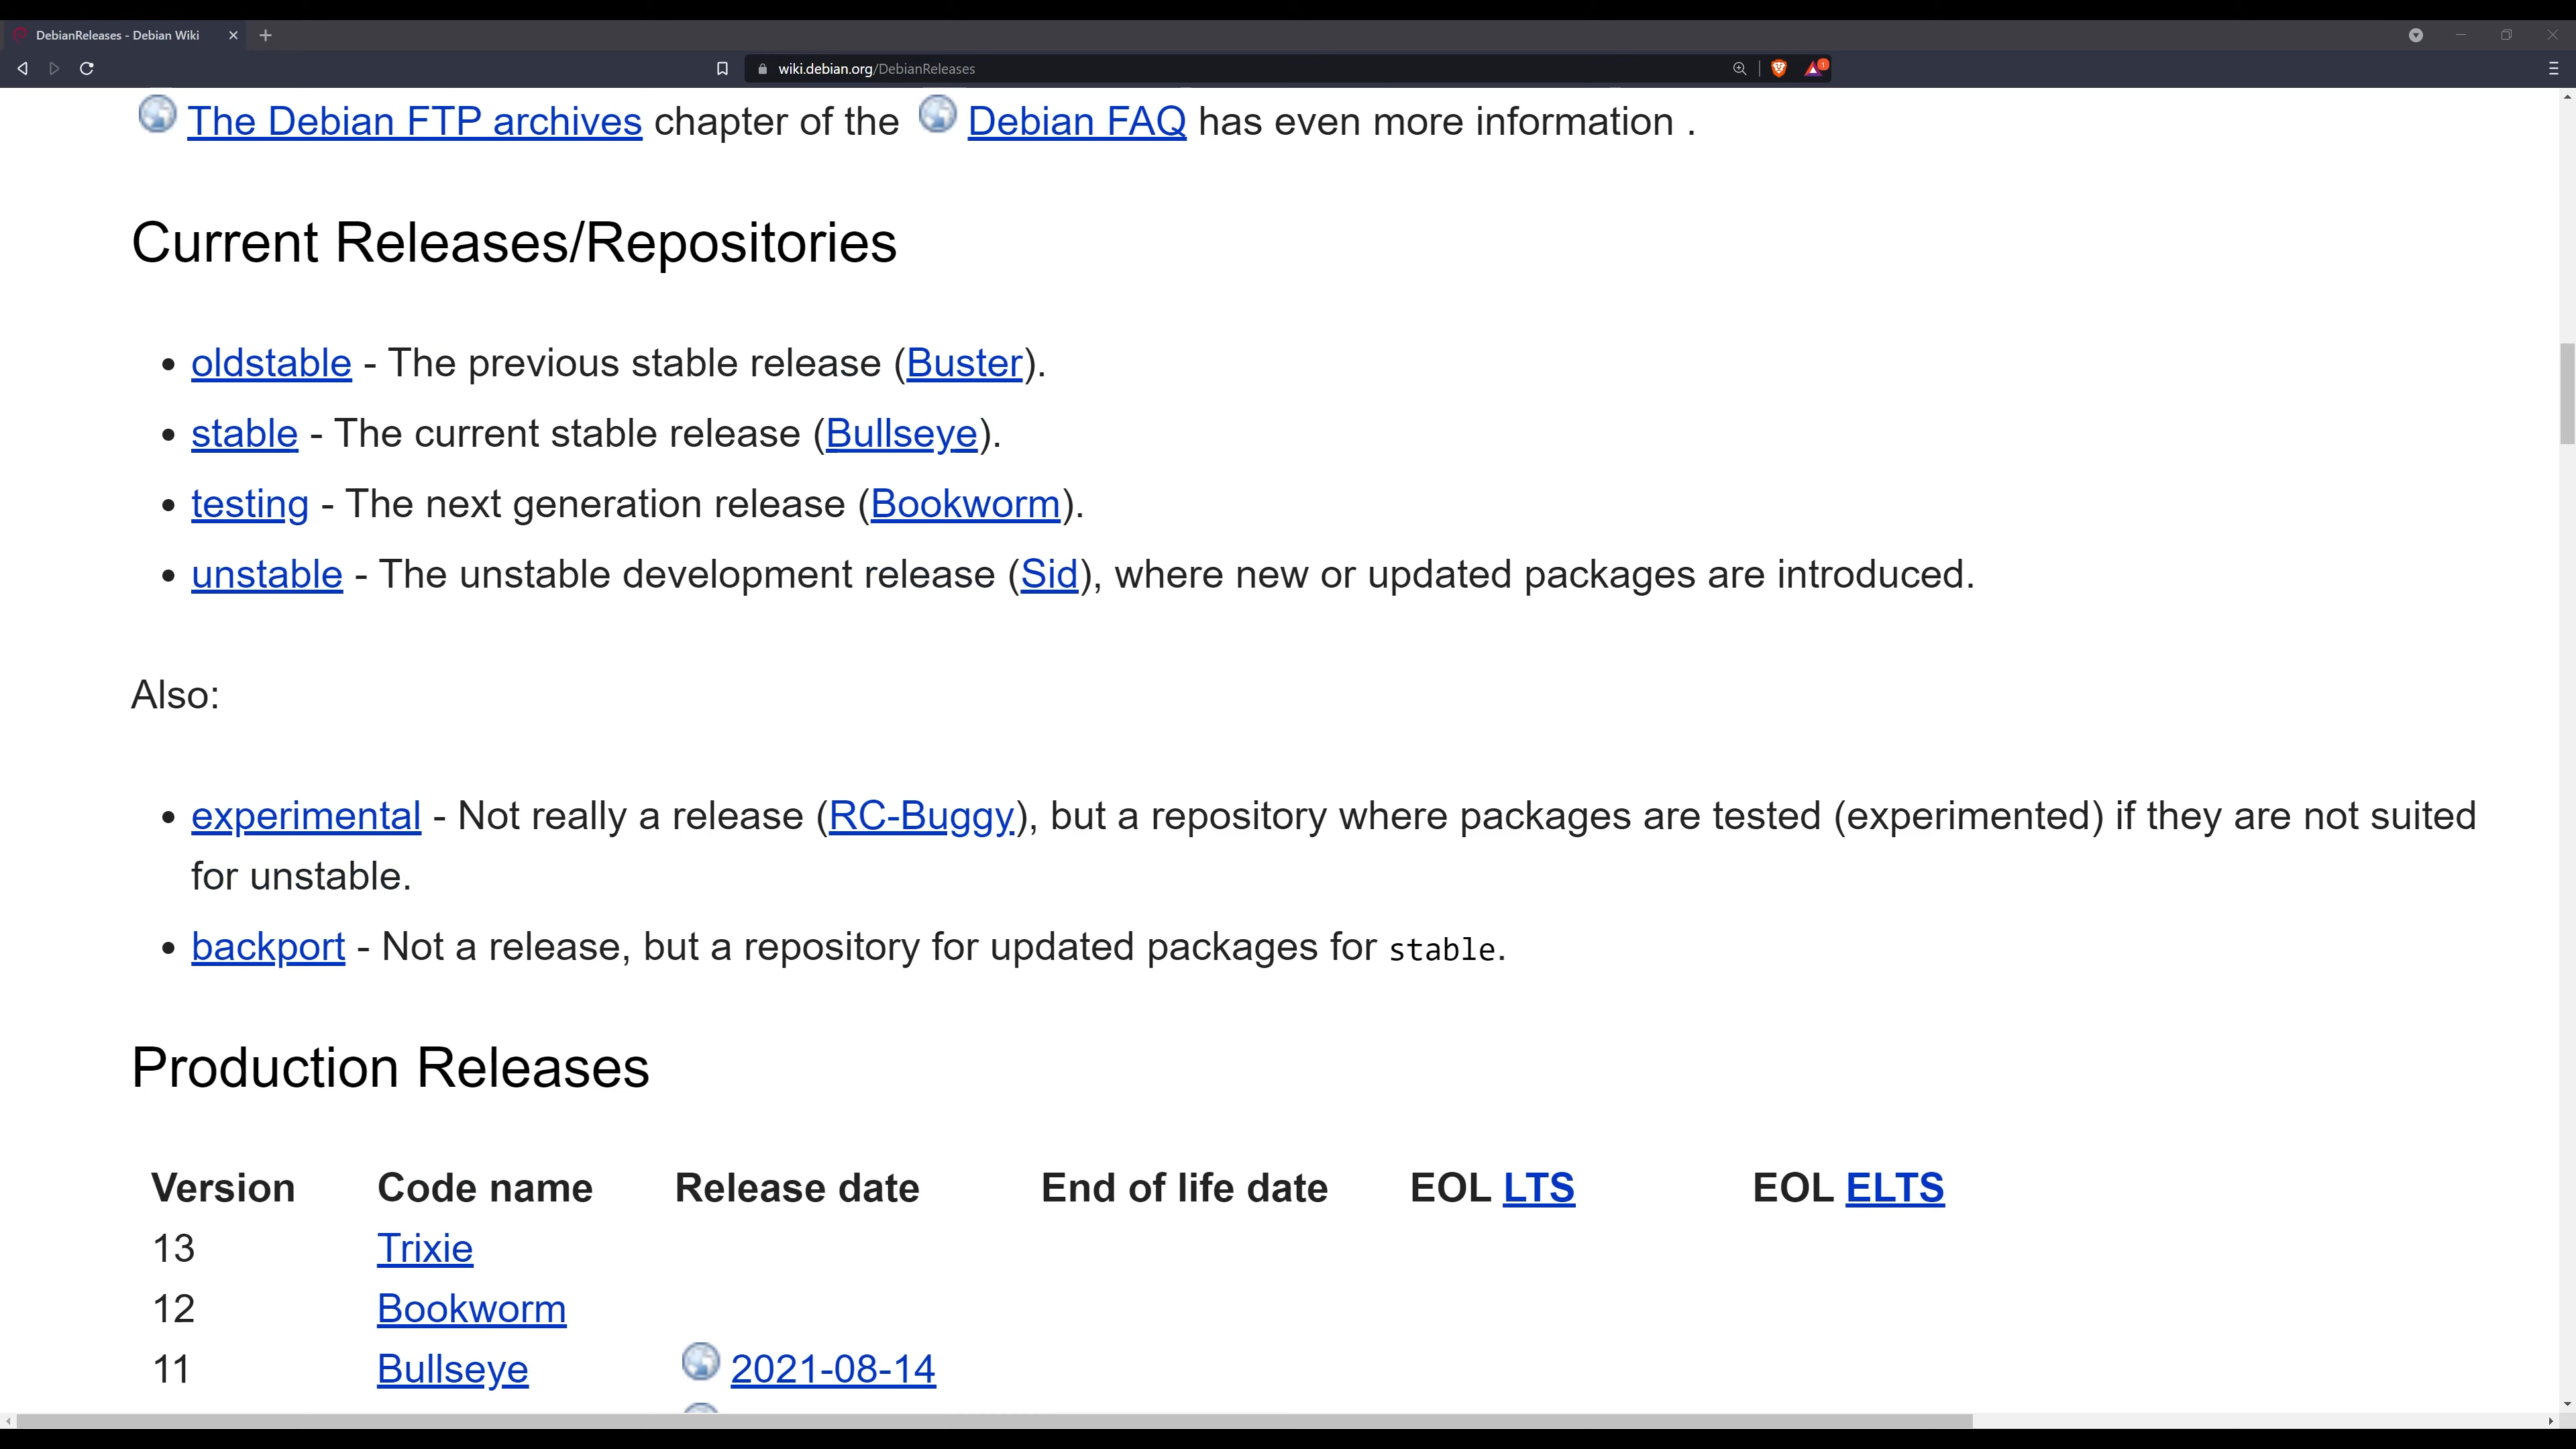 DebianReleases - Debian Wiki
wiki.debian.org/DebianReleases
1
The Debian FTP archives chapter of the Debian FAQ has even more information .
Current Releases/Repositories
• oldstable - The previous stable release (Buster).
• stable - The current stable release (Bullseye).
• testing - The next generation release (Bookworm).
• unstable - The unstable development release (Sid), where new or updated packages are introduced.
Also:
• experimental - Not really a release (RC-Buggy), but a repository where packages are tested (experimented) if they are not suited
for unstable.
• backport - Not a release, but a repository for updated packages for stable.
Production Releases
Version Code name Release date End of life date EOL LTS EOL ELTS
13 Trixie
12 Bookworm
11 Bullseye 2021-08-14